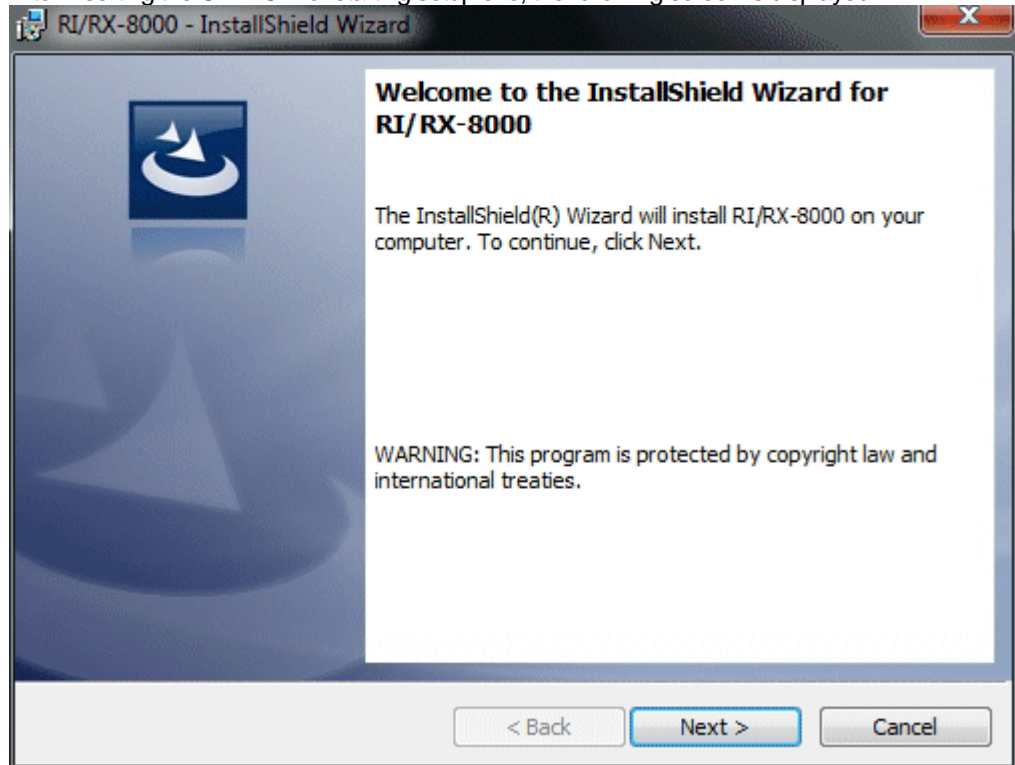 RI/RX-8000 - InstallShield Wizard
Welcome to the InstallShield Wizard for
RI/RX-8000
The InstallShield(R) Wizard will install RI/RX-8000 on your
computer. To continue, click Next.
WARNING: This program is protected by copyright law and
international treaties.
< Back
Next >
Cancel